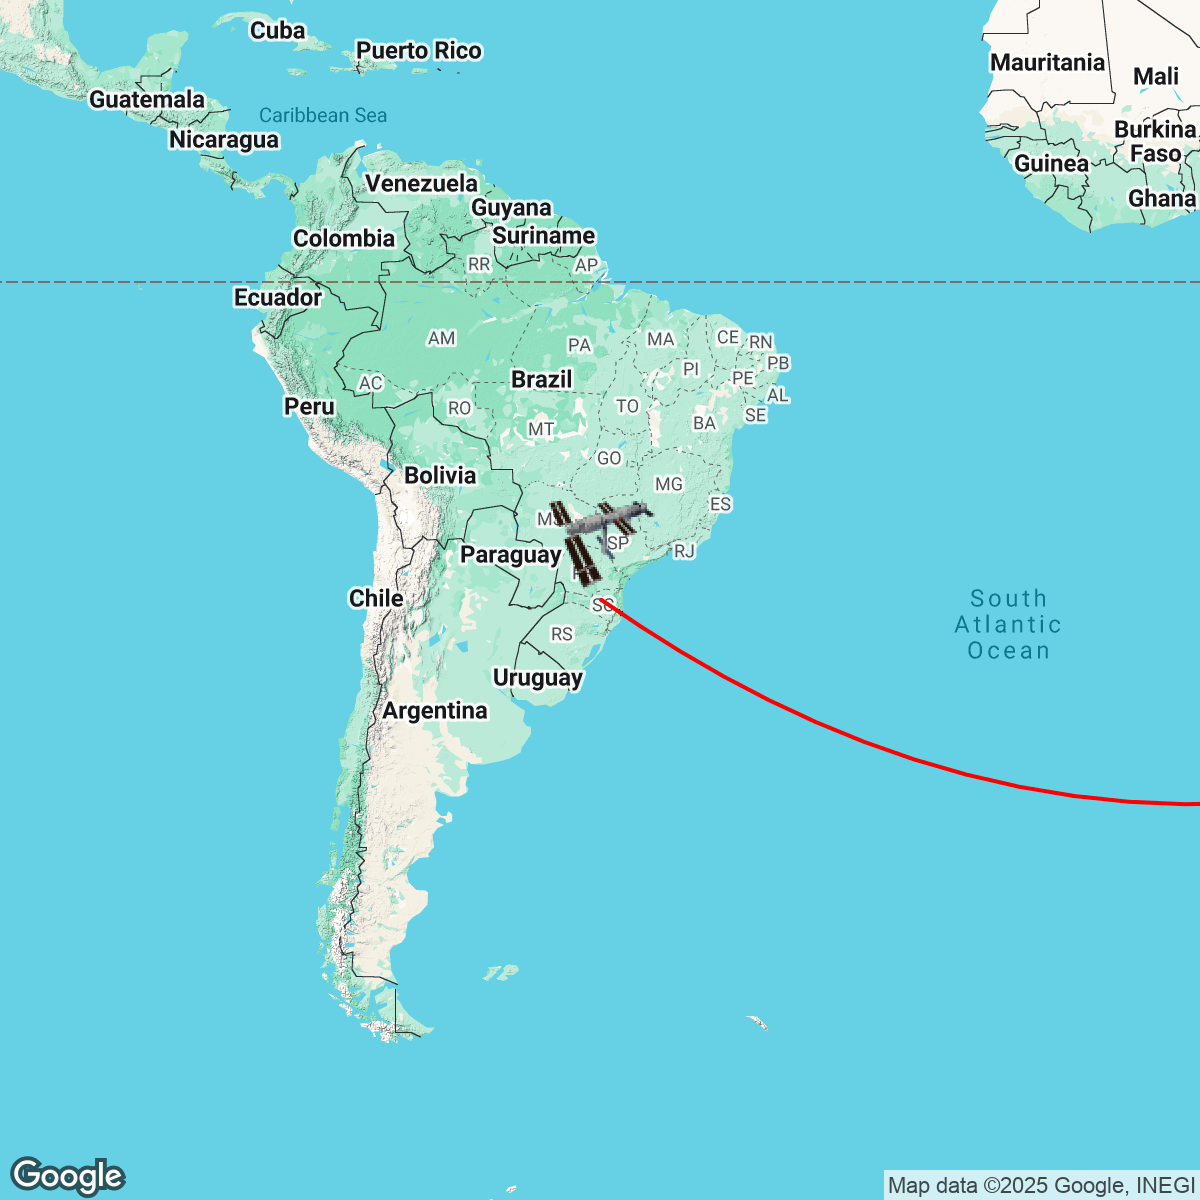 Cuba
Puerto Rico
Mauritania
Mali
Guatemala
Caribbean Sea
Nicaragua
Burkina
Faso
Guinea
Venezuela
Ghana
Guyana
Colombia
Suriname
RR
AP
Ecuador
AM
PA
MA
CE
RN
PI
PB
Brazil
PE
AC
AL
Peru
RO
TO
SE
MT
BA
GO
Bolivia
MG
ES
SP
Paraguay
RJ
Chile
SC
South
Atlantic
Ocean
RS
Uruguay
Argentina
Google
Map data ©2025 Google, INEGI